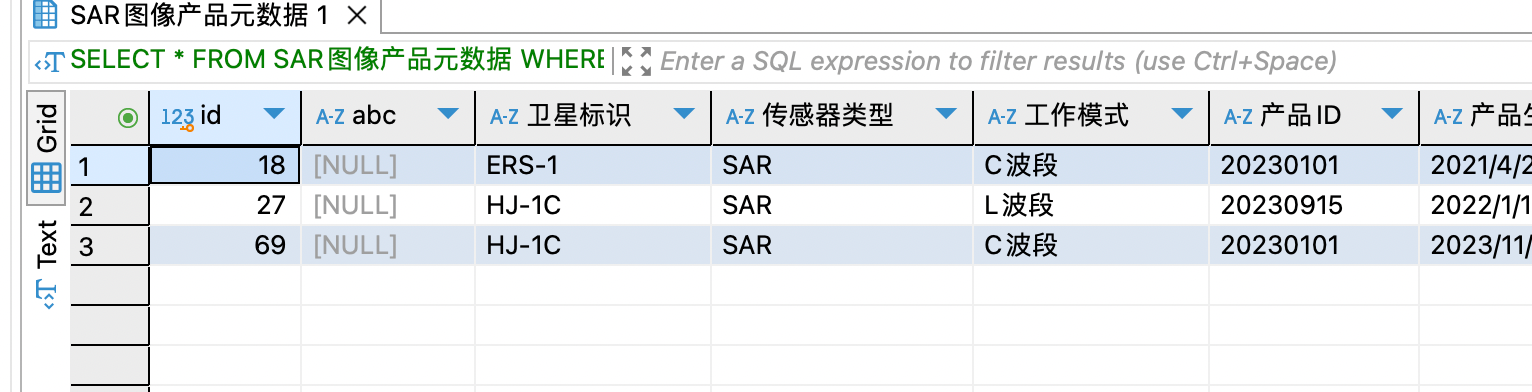 SAR图像产品元数据 1
SELECT * FROM SAR图像产品元数据 WHERE Enter a SQL expression to filter results (use Ctrl+Space)
Grid
Text
123 id A-Z abc A-Z 卫星标识 A-Z 传感器类型 A-Z 工作模式 A-Z 产品ID A-Z 产品
1 18 [NULL] ERS-1 SAR C波段 20230101 2021/4/2
2 27 [NULL] HJ-1C SAR L波段 20230915 2022/1/1
3 69 [NULL] HJ-1C SAR C波段 20230101 2023/11/